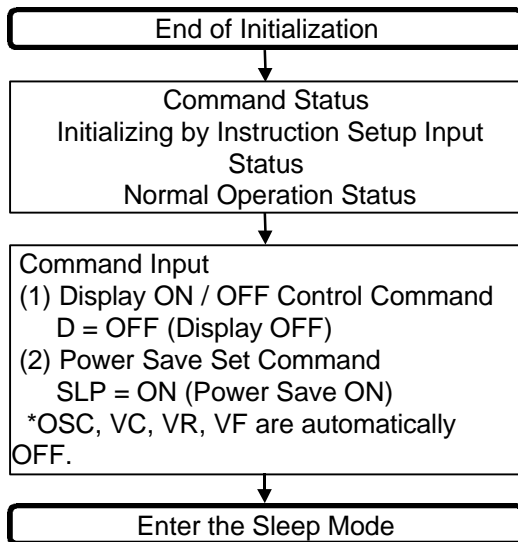 End of Initialization
Command Status
Initializing by Instruction Setup Input
Status
Normal Operation Status
Command Input
(1) Display ON / OFF Control Command
D = OFF (Display OFF)
(2) Power Save Set Command
SLP = ON (Power Save ON)
*OSC, VC, VR, VF are automatically
OFF.
Enter the Sleep Mode